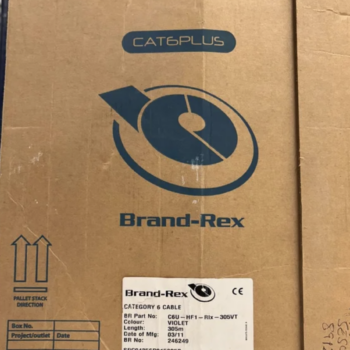 CAT6PLUS
Brand-Rex
PALLET STACK
DIRECTION
Box No.
Project/outlet Date
Brand-Rex CE
CATEGORY 6 CABLE
BR Part No: C6U-HF1-Rlx-305VT
Colour: VIOLET
Length: 305m
Date of Mfg: 03/11
BR No: 246249